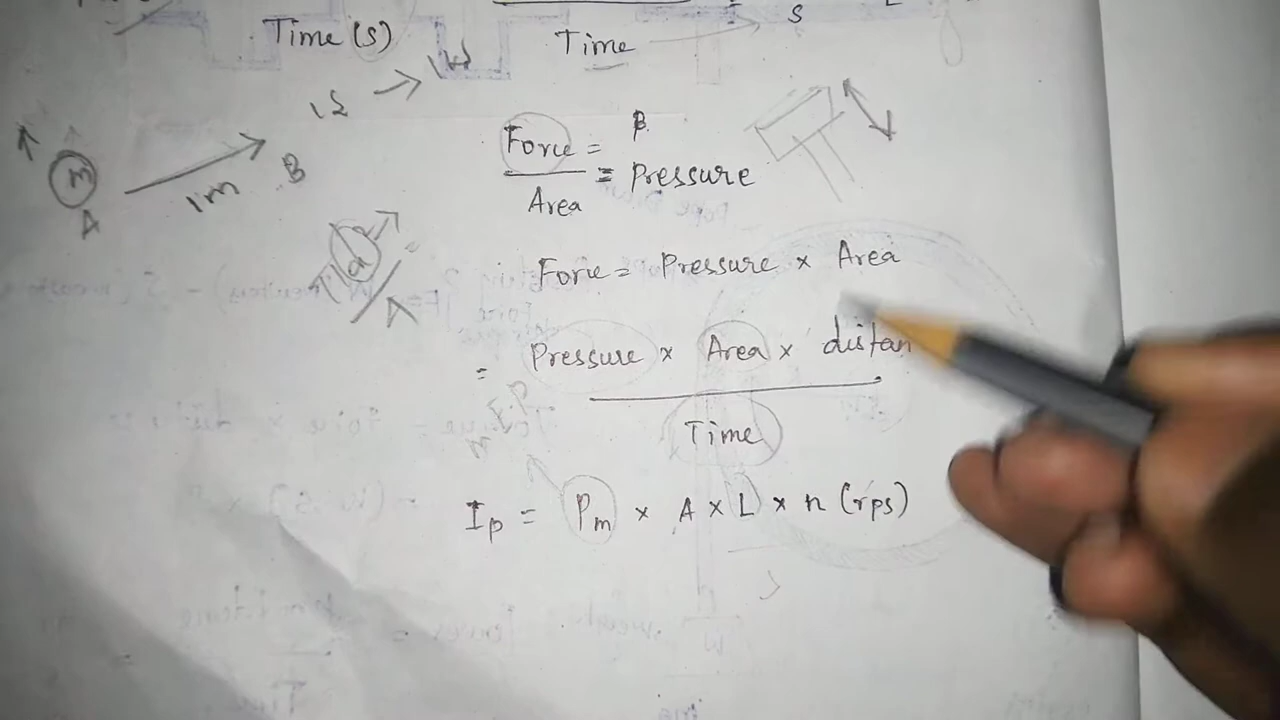 Time (s)
Time
S
1S → W
m
A
1m
B
Force =
Area
= Pressure
Force = Pressure × Area
= Pressure × Area × distan
Time
M.E.P
Ip = Pm × A × L × n (rps)